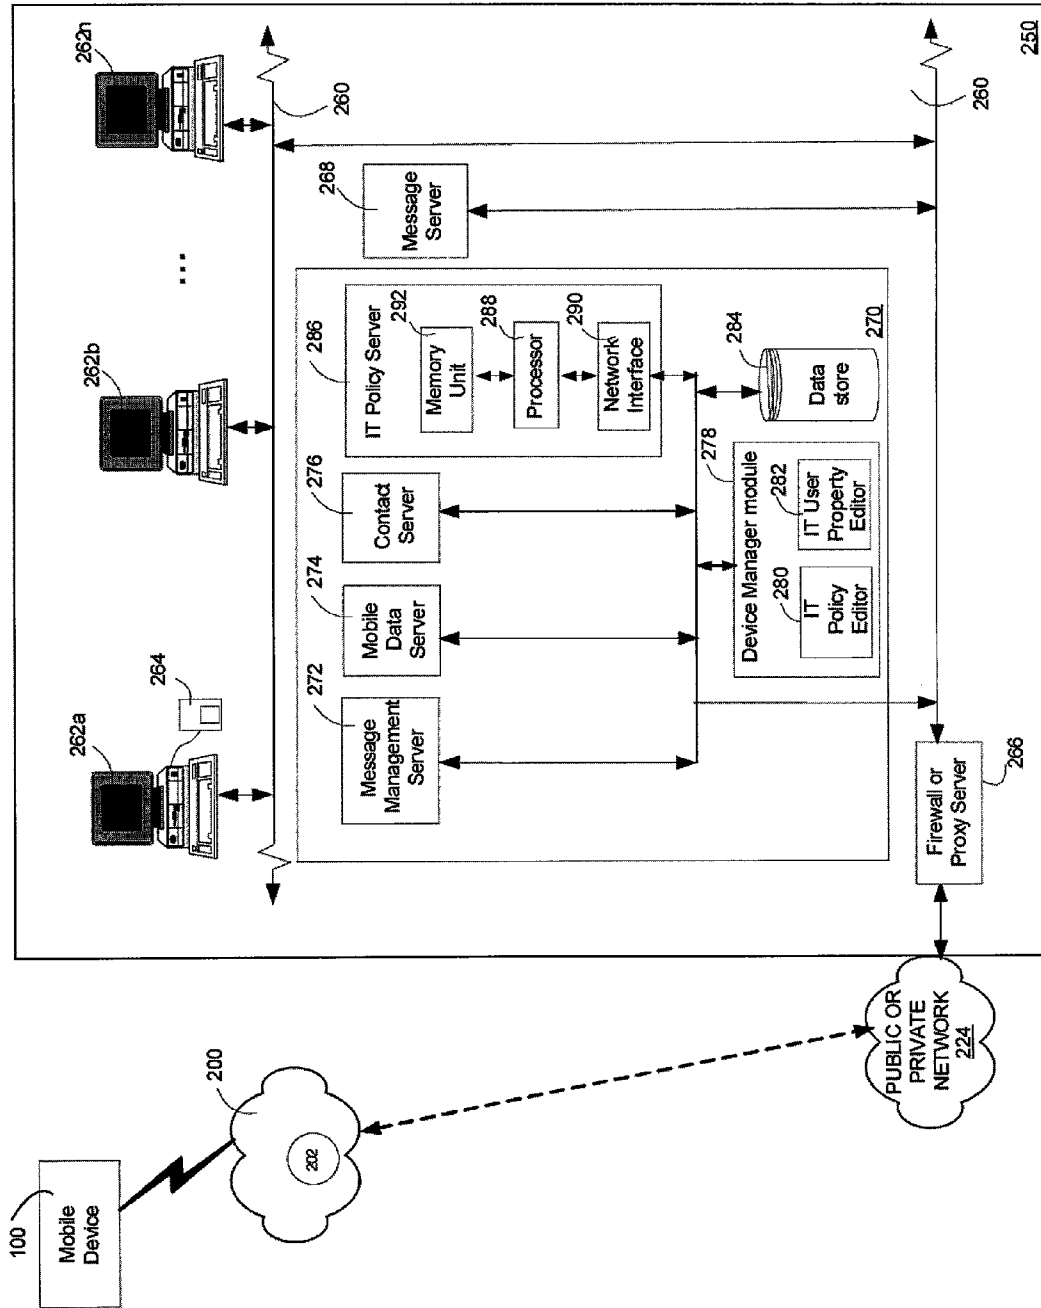 262a
264
262b
...
262n
260
272
Message
Management
Server
274
Mobile
Data
Server
276
Contact
Server
286
IT Policy Server
292
Memory
Unit
288
Processor
290
Network
Interface
268
Message
Server
278
Device Manager module
280
IT
Policy
Editor
282
IT User
Property
Editor
284
Data
store
270
260
250
100
Mobile
Device
200
202
PUBLIC OR
PRIVATE
NETWORK
224
Firewall or
Proxy Server
266